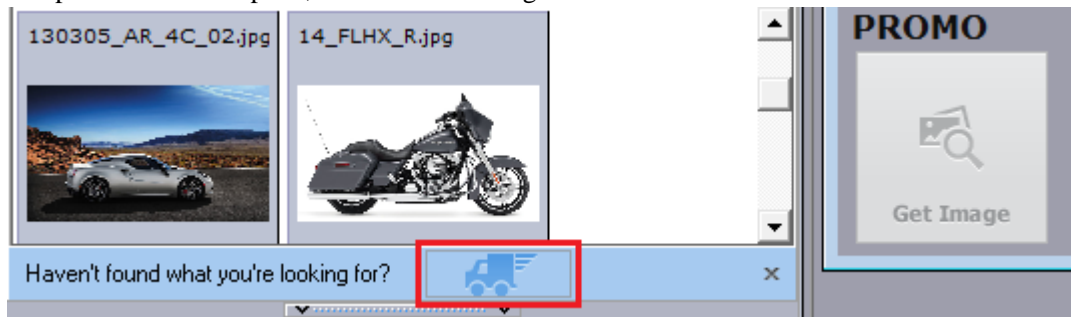 130305_AR_4C_02.jpg
14_FLHX_R.jpg
Haven't found what you're looking for?
x
PROMO
Get Image